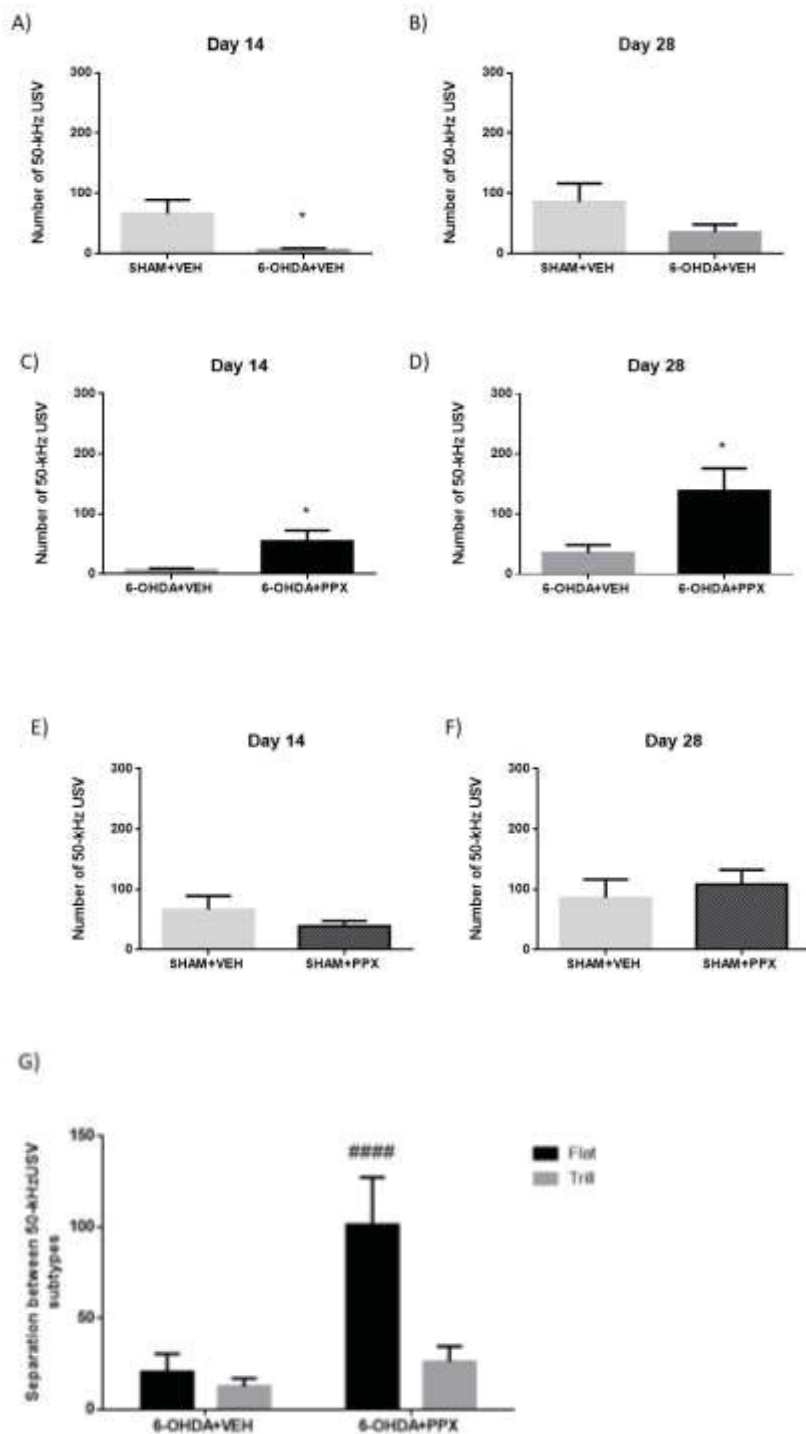 A)
Day 14
Number of 50-kHz USV
300
200
100
0
*
SHAM+VEH
6-OHDA+VEH
B)
Day 28
Number of 50-kHz USV
300
200
100
0
SHAM+VEH
6-OHDA+VEH
C)
Day 14
Number of 50-kHz USV
300
200
100
0
*
6-OHDA+VEH
6-OHDA+PPX
D)
Day 28
Number of 50-kHz USV
300
200
100
0
*
6-OHDA+VEH
6-OHDA+PPX
E)
Day 14
Number of 50-kHz USV
300
200
100
0
SHAM+VEH
SHAM+PPX
F)
Day 28
Number of 50-kHz USV
300
200
100
0
SHAM+VEH
SHAM+PPX
G)
Separation between 50-kHzUSV
subtypes
150
100
50
0
####
6-OHDA+VEH
6-OHDA+PPX
Flat
Trill